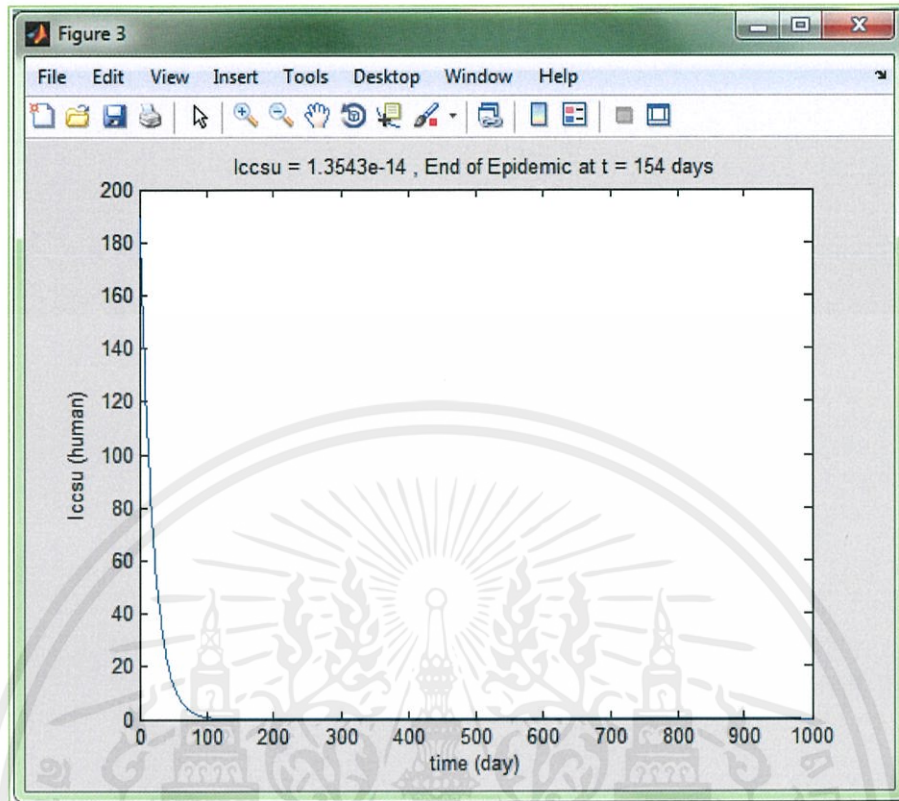 Figure 3
File Edit View Insert Tools Desktop Window Help
Iccsu = 1.3543e-14 , End of Epidemic at t = 154 days
200
180
160
140
120
100
80
60
40
20
0
Iccsu (human)
0 100 200 300 400 500 600 700 800 900 1000
time (day)